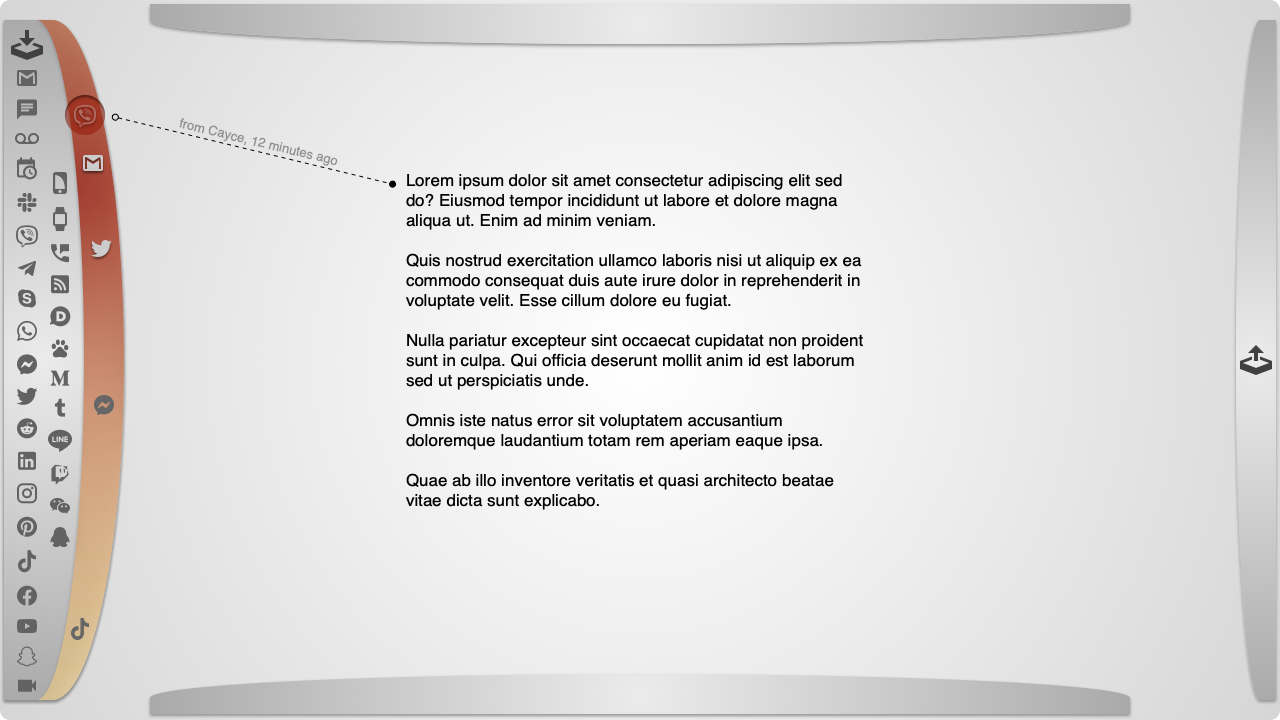 from Cayce, 12 minutes ago
Lorem ipsum dolor sit amet consectetur adipiscing elit sed
do? Eiusmod tempor incididunt ut labore et dolore magna
aliqua ut. Enim ad minim veniam.
Quis nostrud exercitation ullamco laboris nisi ut aliquip ex ea
commodo consequat duis aute irure dolor in reprehenderit in
voluptate velit. Esse cillum dolore eu fugiat.
Nulla pariatur excepteur sint occaecat cupidatat non proident
sunt in culpa. Qui officia deserunt mollit anim id est laborum
sed ut perspiciatis unde.
Omnis iste natus error sit voluptatem accusantium
doloremque laudantium totam rem aperiam eaque ipsa.
Quae ab illo inventore veritatis et quasi architecto beatae
vitae dicta sunt explicabo.
LINE